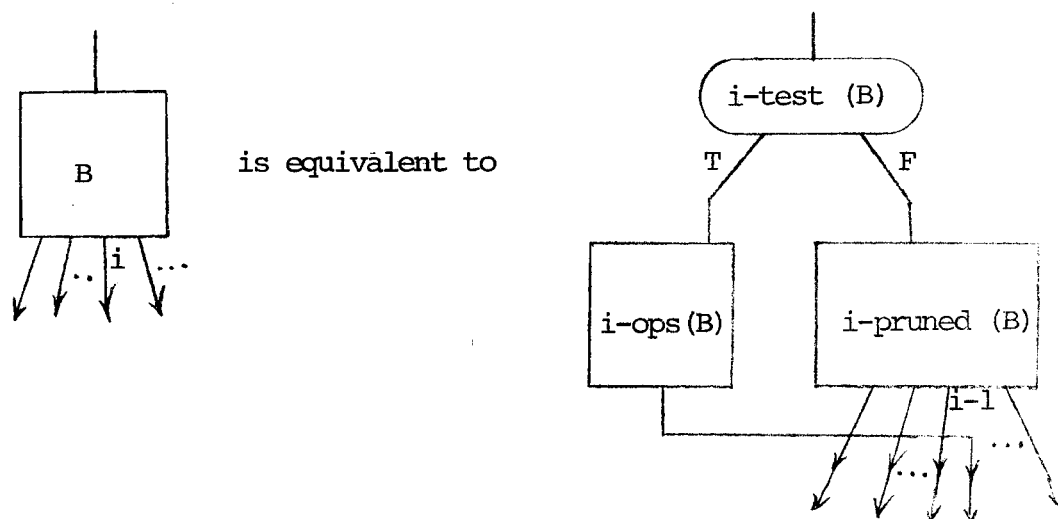 B
.. i ...
is equivalent to
i-test (B)
T F
i-ops(B)
i-pruned (B)
i-1
...
...